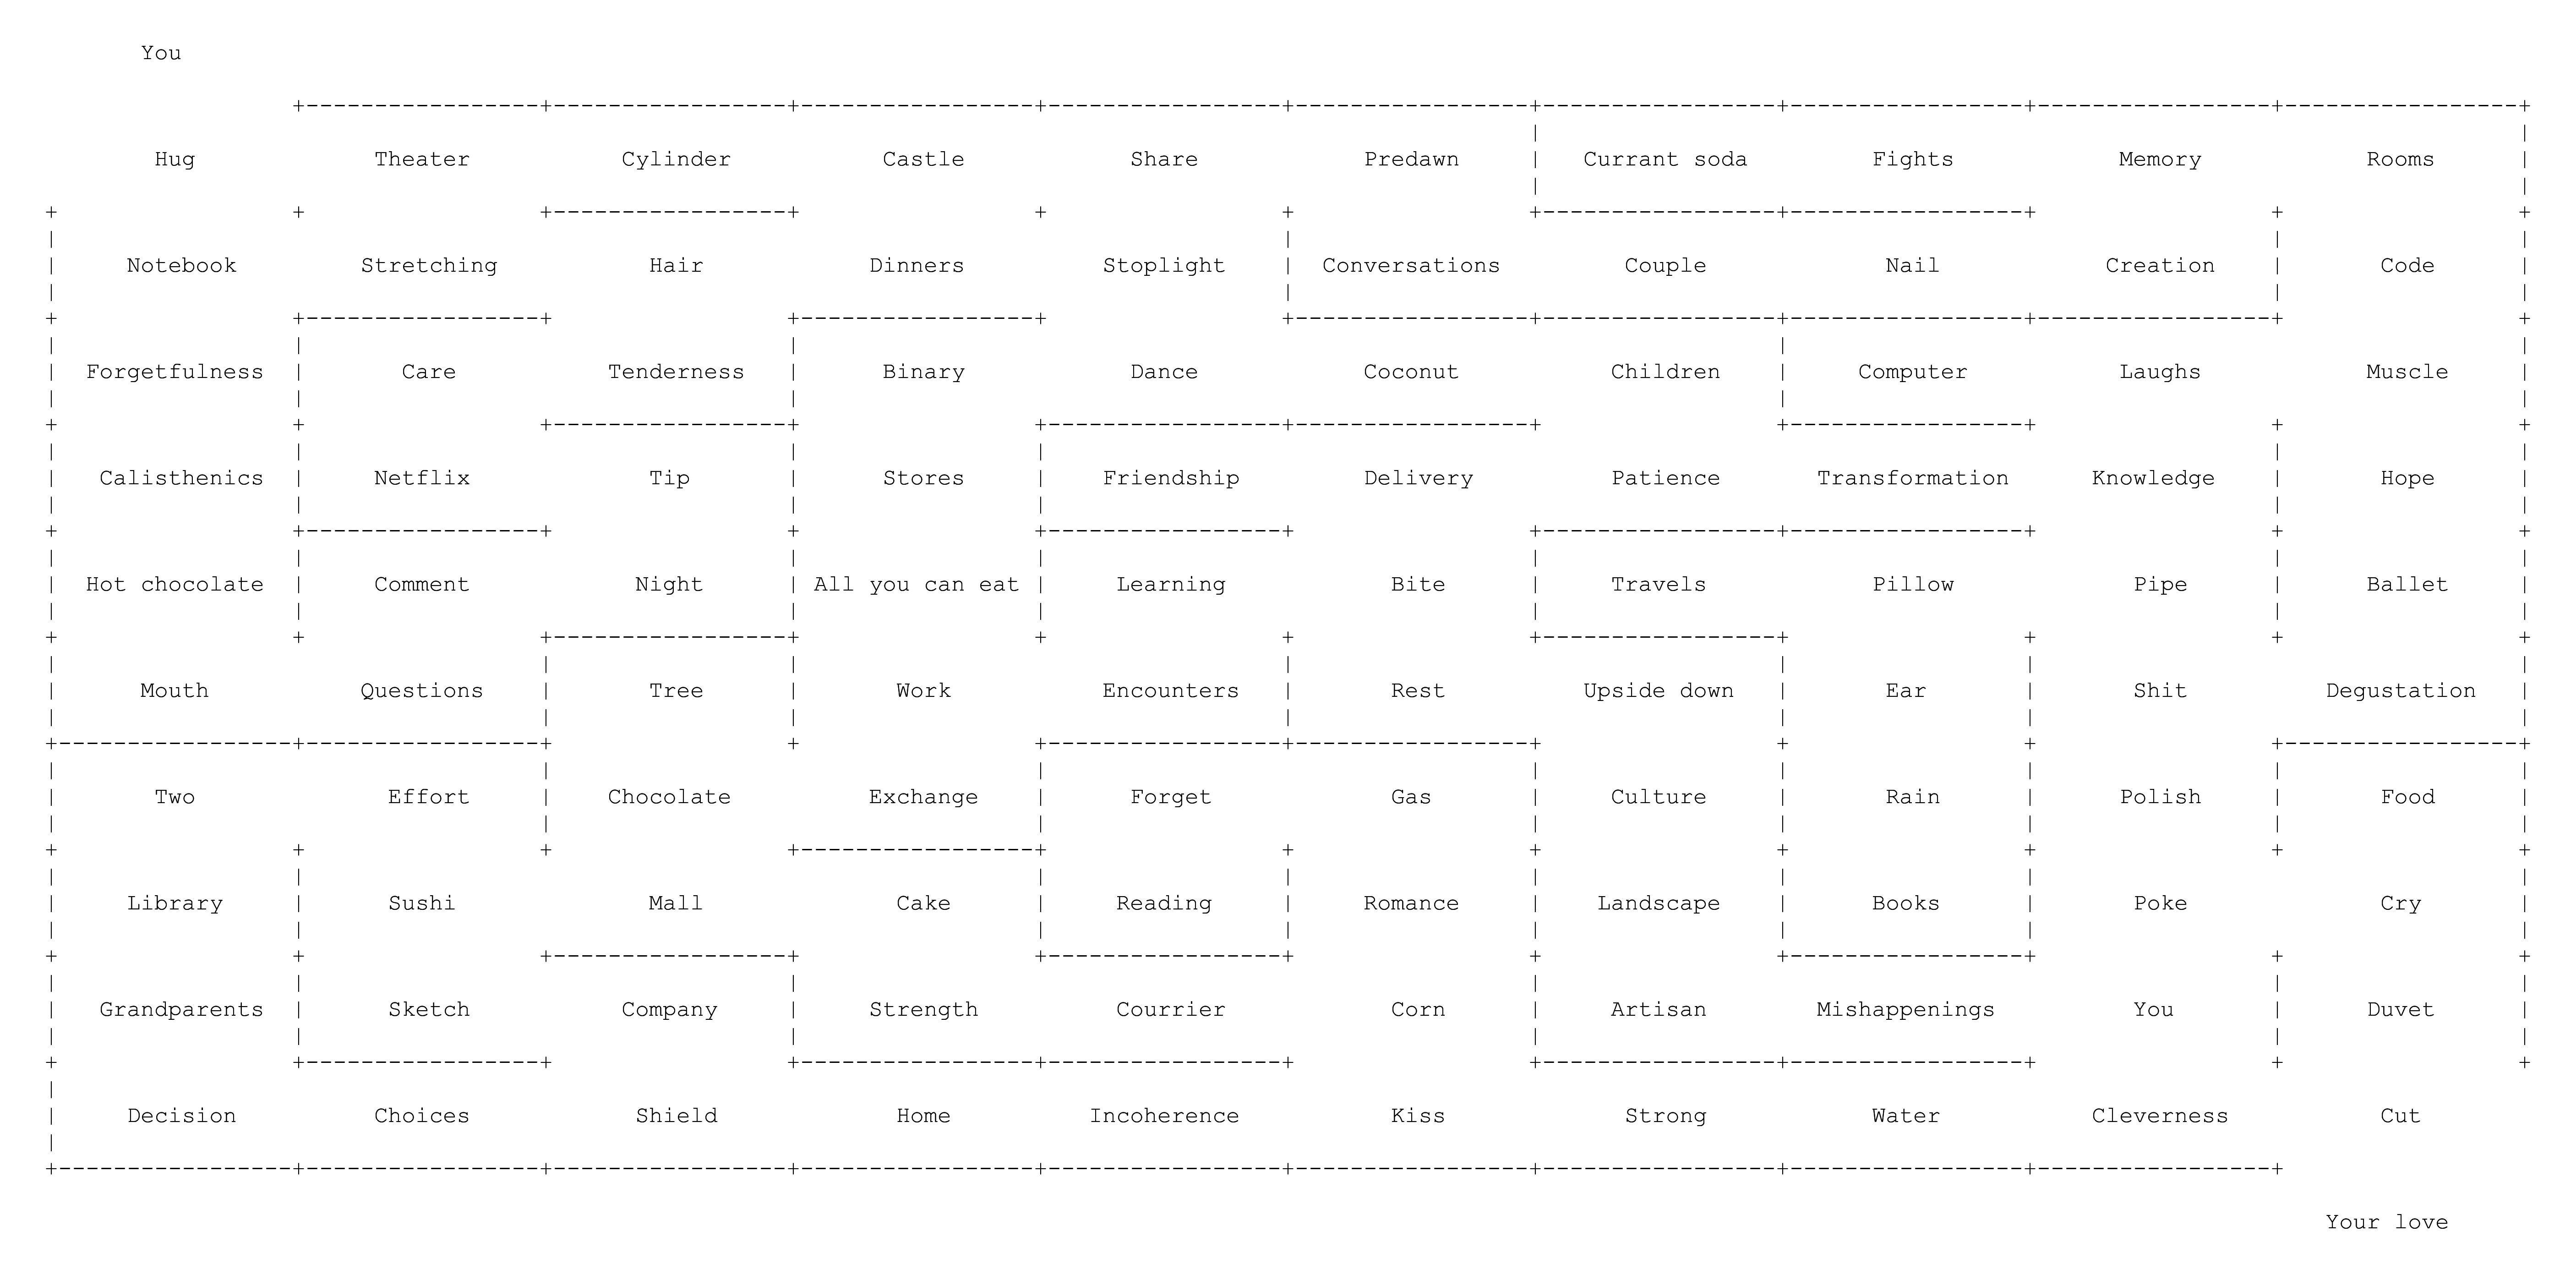 You
Hug Theater Cylinder Castle Share Predawn Currant soda Fights Memory Rooms
Notebook Stretching Hair Dinners Stoplight Conversations Couple Nail Creation Code
Forgetfulness Care Tenderness Binary Dance Coconut Children Computer Laughs Muscle
Calisthenics Netflix Tip Stores Friendship Delivery Patience Transformation Knowledge Hope
Hot chocolate Comment Night All you can eat Learning Bite Travels Pillow Pipe Ballet
Mouth Questions Tree Work Encounters Rest Upside down Ear Shit Degustation
Two Effort Chocolate Exchange Forget Gas Culture Rain Polish Food
Library Sushi Mall Cake Reading Romance Landscape Books Poke Cry
Grandparents Sketch Company Strength Courrier Corn Artisan Mishappenings You Duvet
Decision Choices Shield Home Incoherence Kiss Strong Water Cleverness Cut
Your love